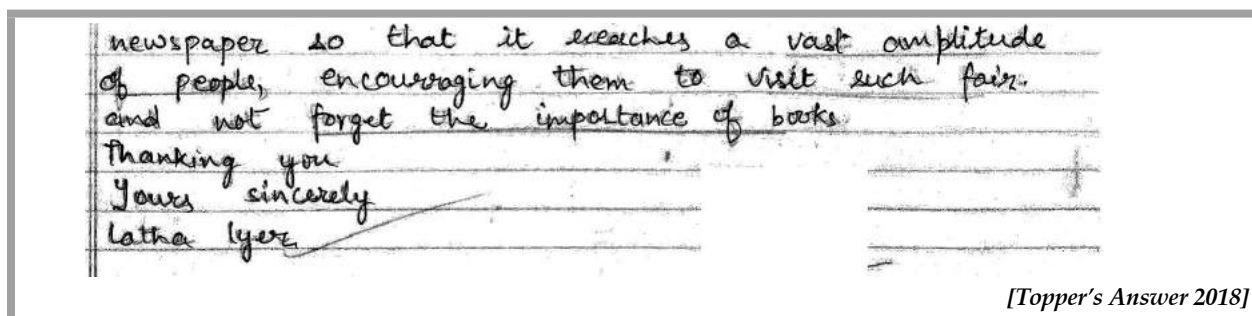 newspaper so that it reaches a vast amplitude
of people, encouraging them to visit such fair.
and not forget the importance of books.
Thanking you
Yours sincerely
Latha Iyer
[Topper's Answer 2018]